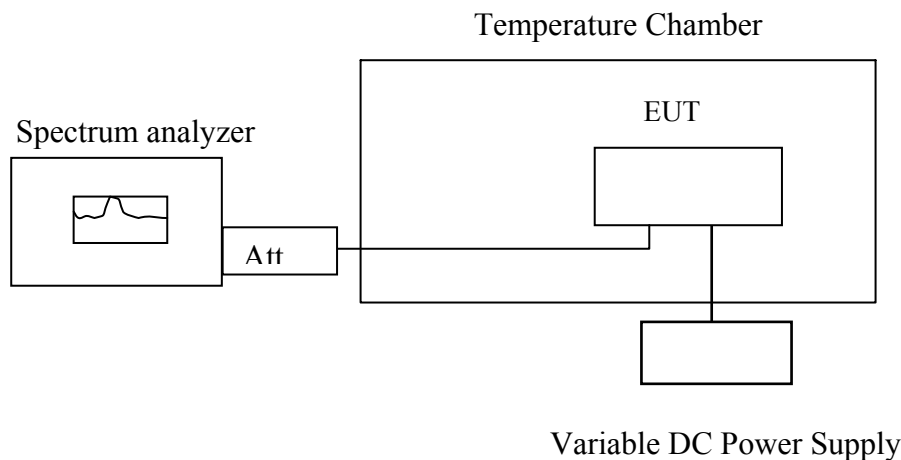 Temperature Chamber
EUT
Spectrum analyzer
Att
Variable DC Power Supply